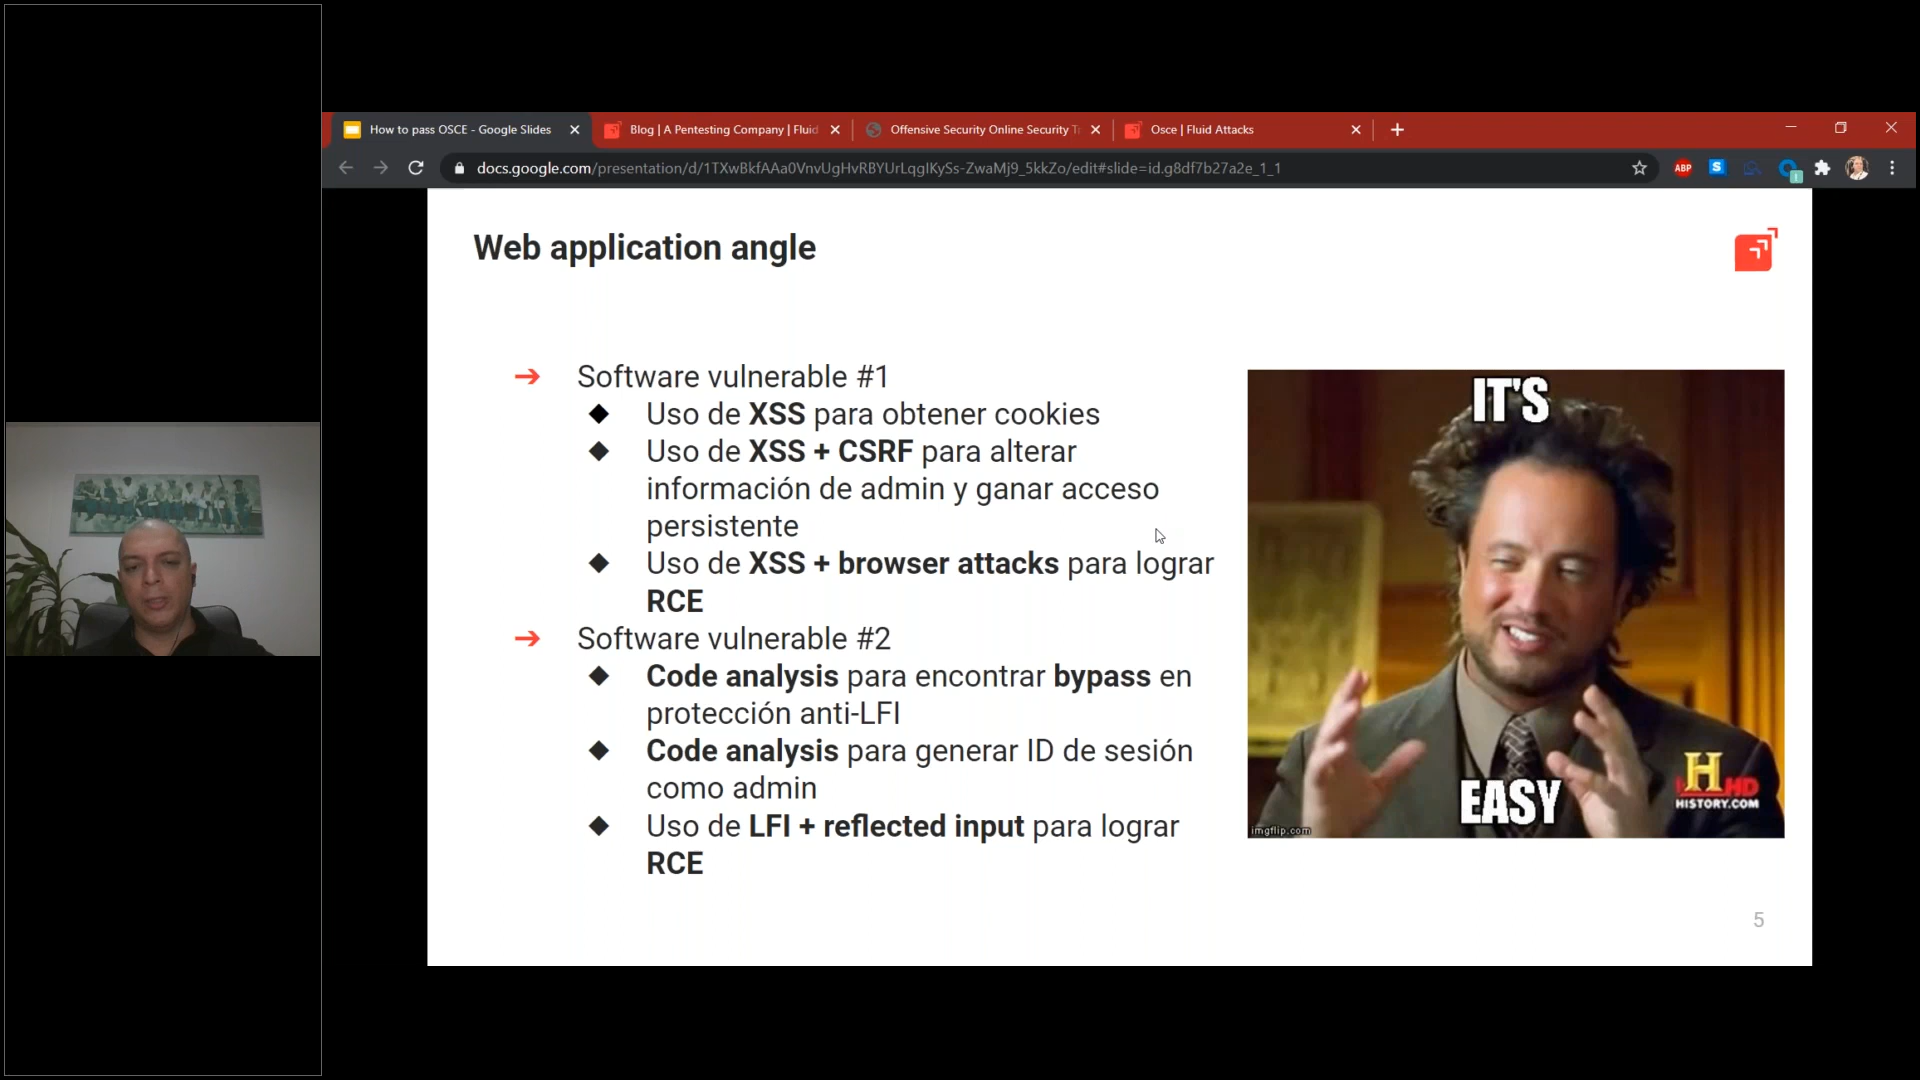 How to pass OSCE - Google Slides
Blog | A Pentesting Company | Fluid
Offensive Security Online Security T
Osce | Fluid Attacks
docs.google.com/presentation/d/1TXwBkfAAa0VnvUgHvRBYUrLqglKySs-ZwaMj9_5kkZo/edit#slide=id.g8df7b27a2e_1_1
ABP
S
Web application angle
Software vulnerable #1
Uso de XSS para obtener cookies
Uso de XSS + CSRF para alterar
información de admin y ganar acceso
persistente
Uso de XSS + browser attacks para lograr
RCE
Software vulnerable #2
Code analysis para encontrar bypass en
protección anti-LFI
Code analysis para generar ID de sesión
como admin
Uso de LFI + reflected input para lograr
RCE
IT'S
EASY
H HD
HISTORY.COM
imgflip.com
5